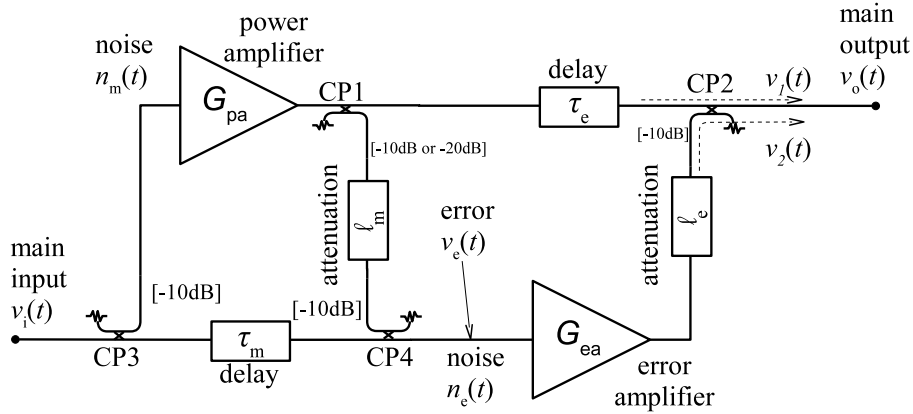 main
output
v_o(t)
power
amplifier
noise
n_m(t)
G_pa
CP1
delay
τ_e
CP2
v_1(t)
[-10dB]
v_2(t)
[-10dB or -20dB]
attenuation
ℓ_m
error
v_e(t)
attenuation
ℓ_e
main
input
v_i(t)
[-10dB]
[-10dB]
CP3
τ_m
delay
CP4
noise
n_e(t)
G_ea
error
amplifier